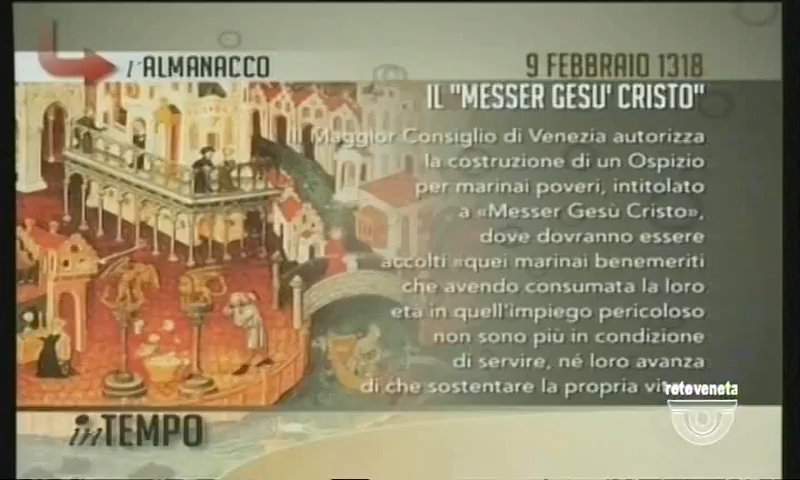 l'ALMANACCO
9 FEBBRAIO 1318
IL "MESSER GESU' CRISTO"
Maggior Consiglio di Venezia autorizza
la costruzione di un Ospizio
per marinai poveri, intitolato
a «Messer Gesù Cristo»,
dove dovranno essere
accolti «quei marinai benemeriti
che avendo consumata la loro
età in quell'impiego pericoloso
non sono più in condizione
di servire, né loro avanza
di che sostentare la propria
reteveneta
inTEMPO